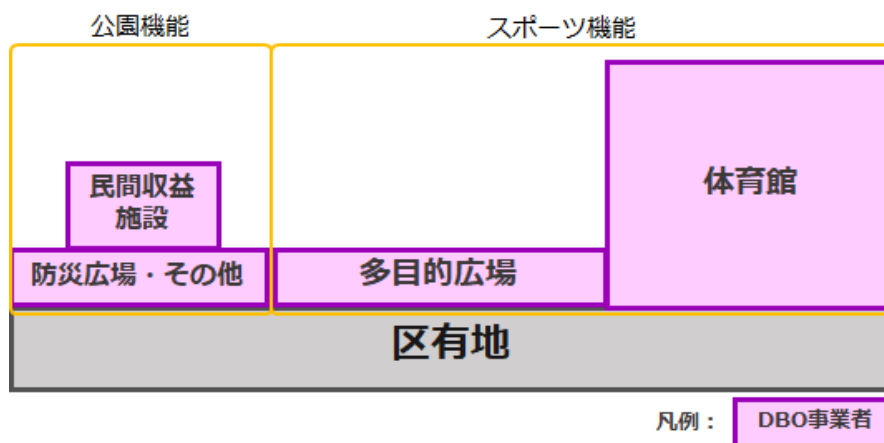 公園機能
スポーツ機能
民間収益
施設
体育館
防災広場・その他
多目的広場
区有地
凡例：
DBO事業者